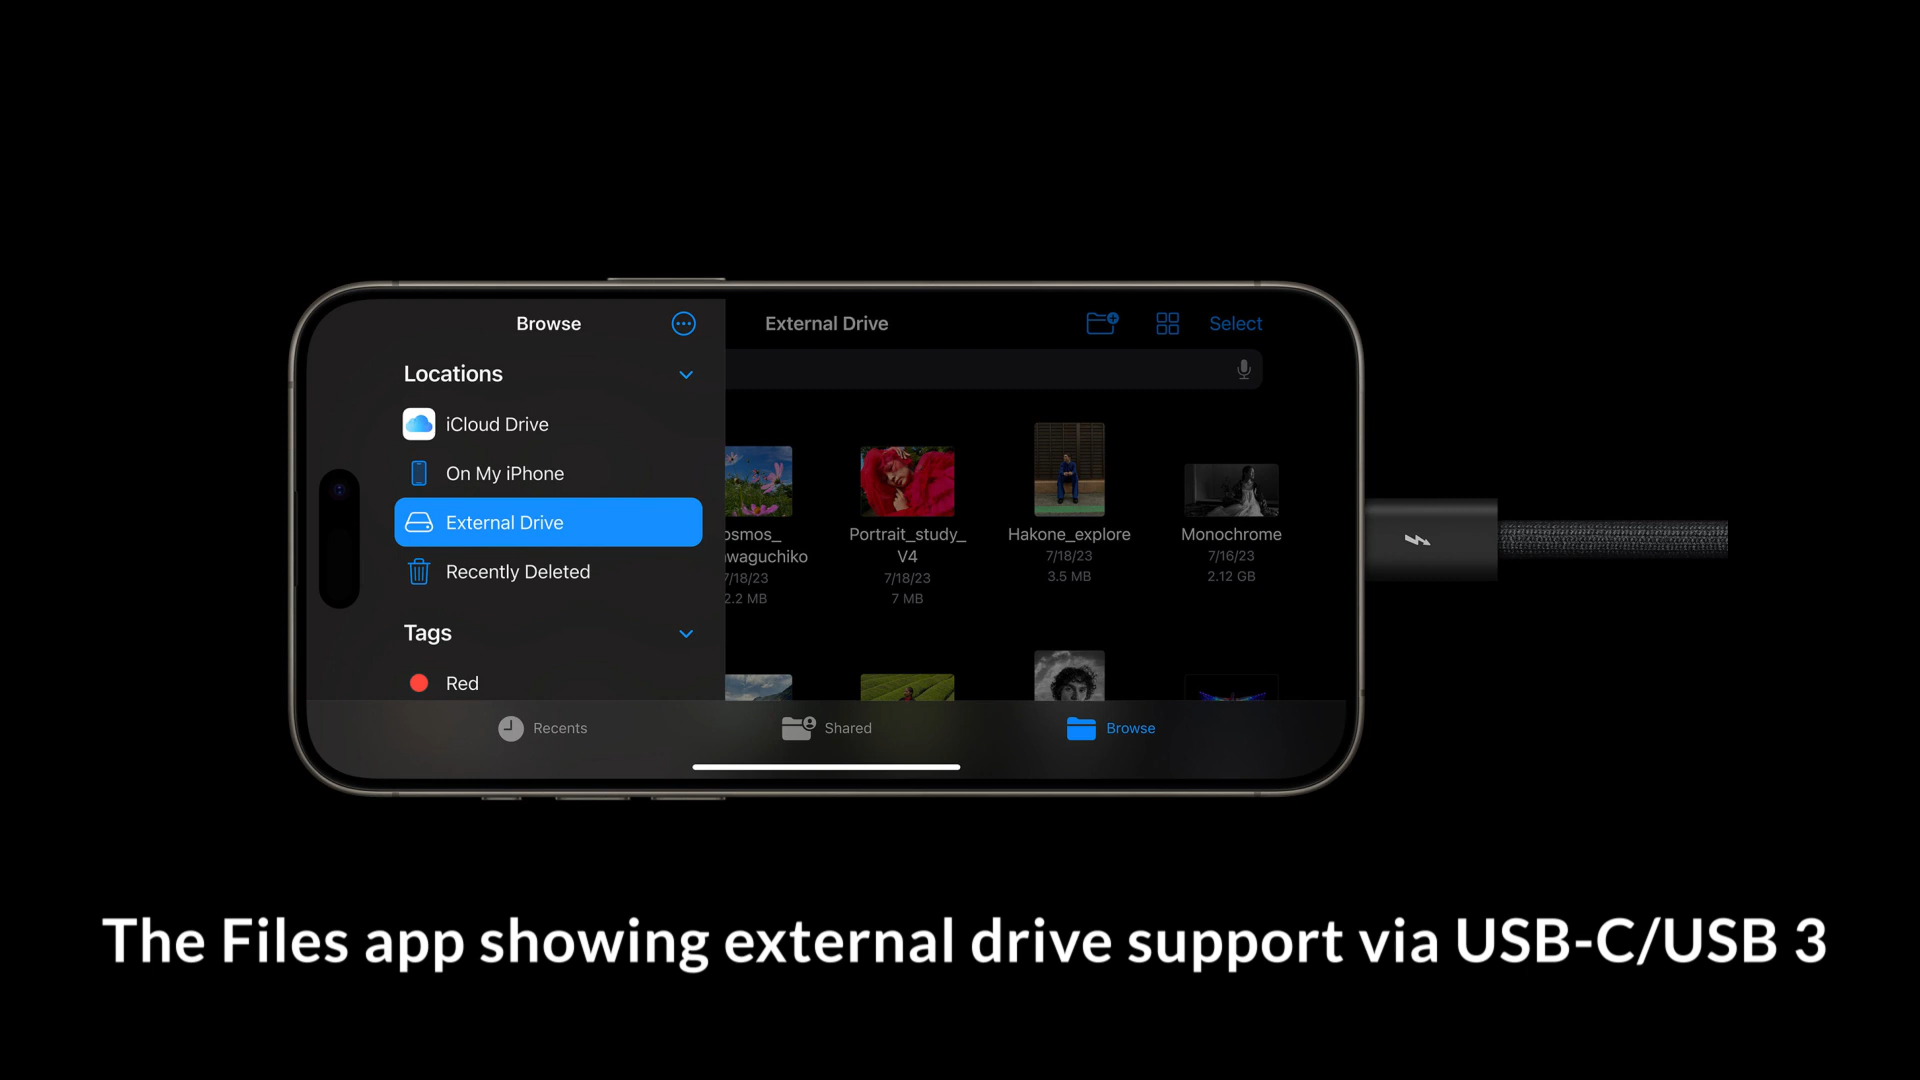 Browse
Locations
iCloud Drive
On My iPhone
External Drive
Recently Deleted
Tags
Red
External Drive
Select
osmos_
waguchiko
7/18/23
2.2 MB
Portrait_study_
V4
7/18/23
7 MB
Hakone_explore
7/18/23
3.5 MB
Monochrome
7/16/23
2.12 GB
Recents
Shared
Browse
The Files app showing external drive support via USB-C/USB 3